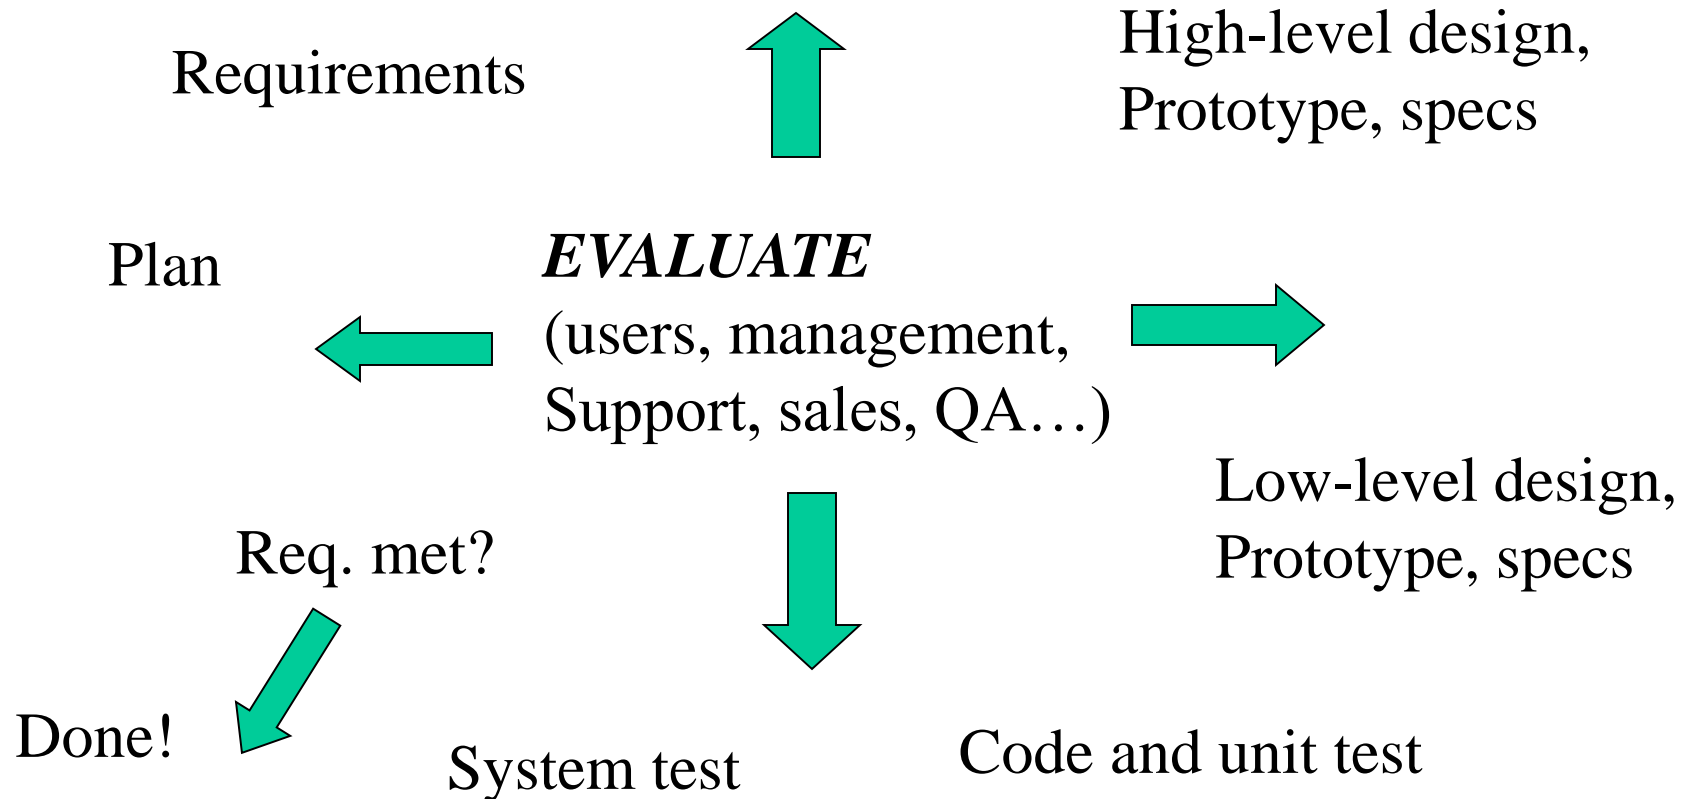 High-level design,
Prototype, specs
Requirements
Plan
EVALUATE
(users, management,
Support, sales, QA…)
Low-level design,
Prototype, specs
Req. met?
Done!
System test
Code and unit test